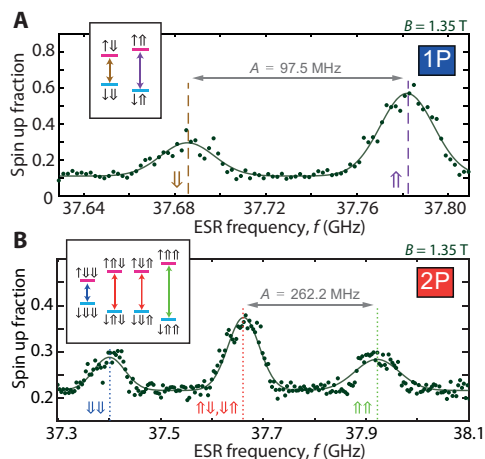 A
B = 1.35 T
1P
↑⇓ ↑⇑
↓⇓ ↓⇑
A = 97.5 MHz
Spin up fraction
0.8
0.6
0.4
0.2
0
⇓ ⇑
37.64 37.68 37.72 37.76 37.80
ESR frequency, f (GHz)
B
B = 1.35 T
2P
↑⇓⇓ ↑⇑⇓ ↑⇓⇑ ↑⇑⇑
↓⇓⇓ ↓⇑⇓ ↓⇓⇑ ↓⇑⇑
A = 262.2 MHz
Spin up fraction
0.4
0.3
0.2
⇓⇓ ⇑⇓,⇓⇑ ⇑⇑
37.3 37.5 37.7 37.9 38.1
ESR frequency, f (GHz)